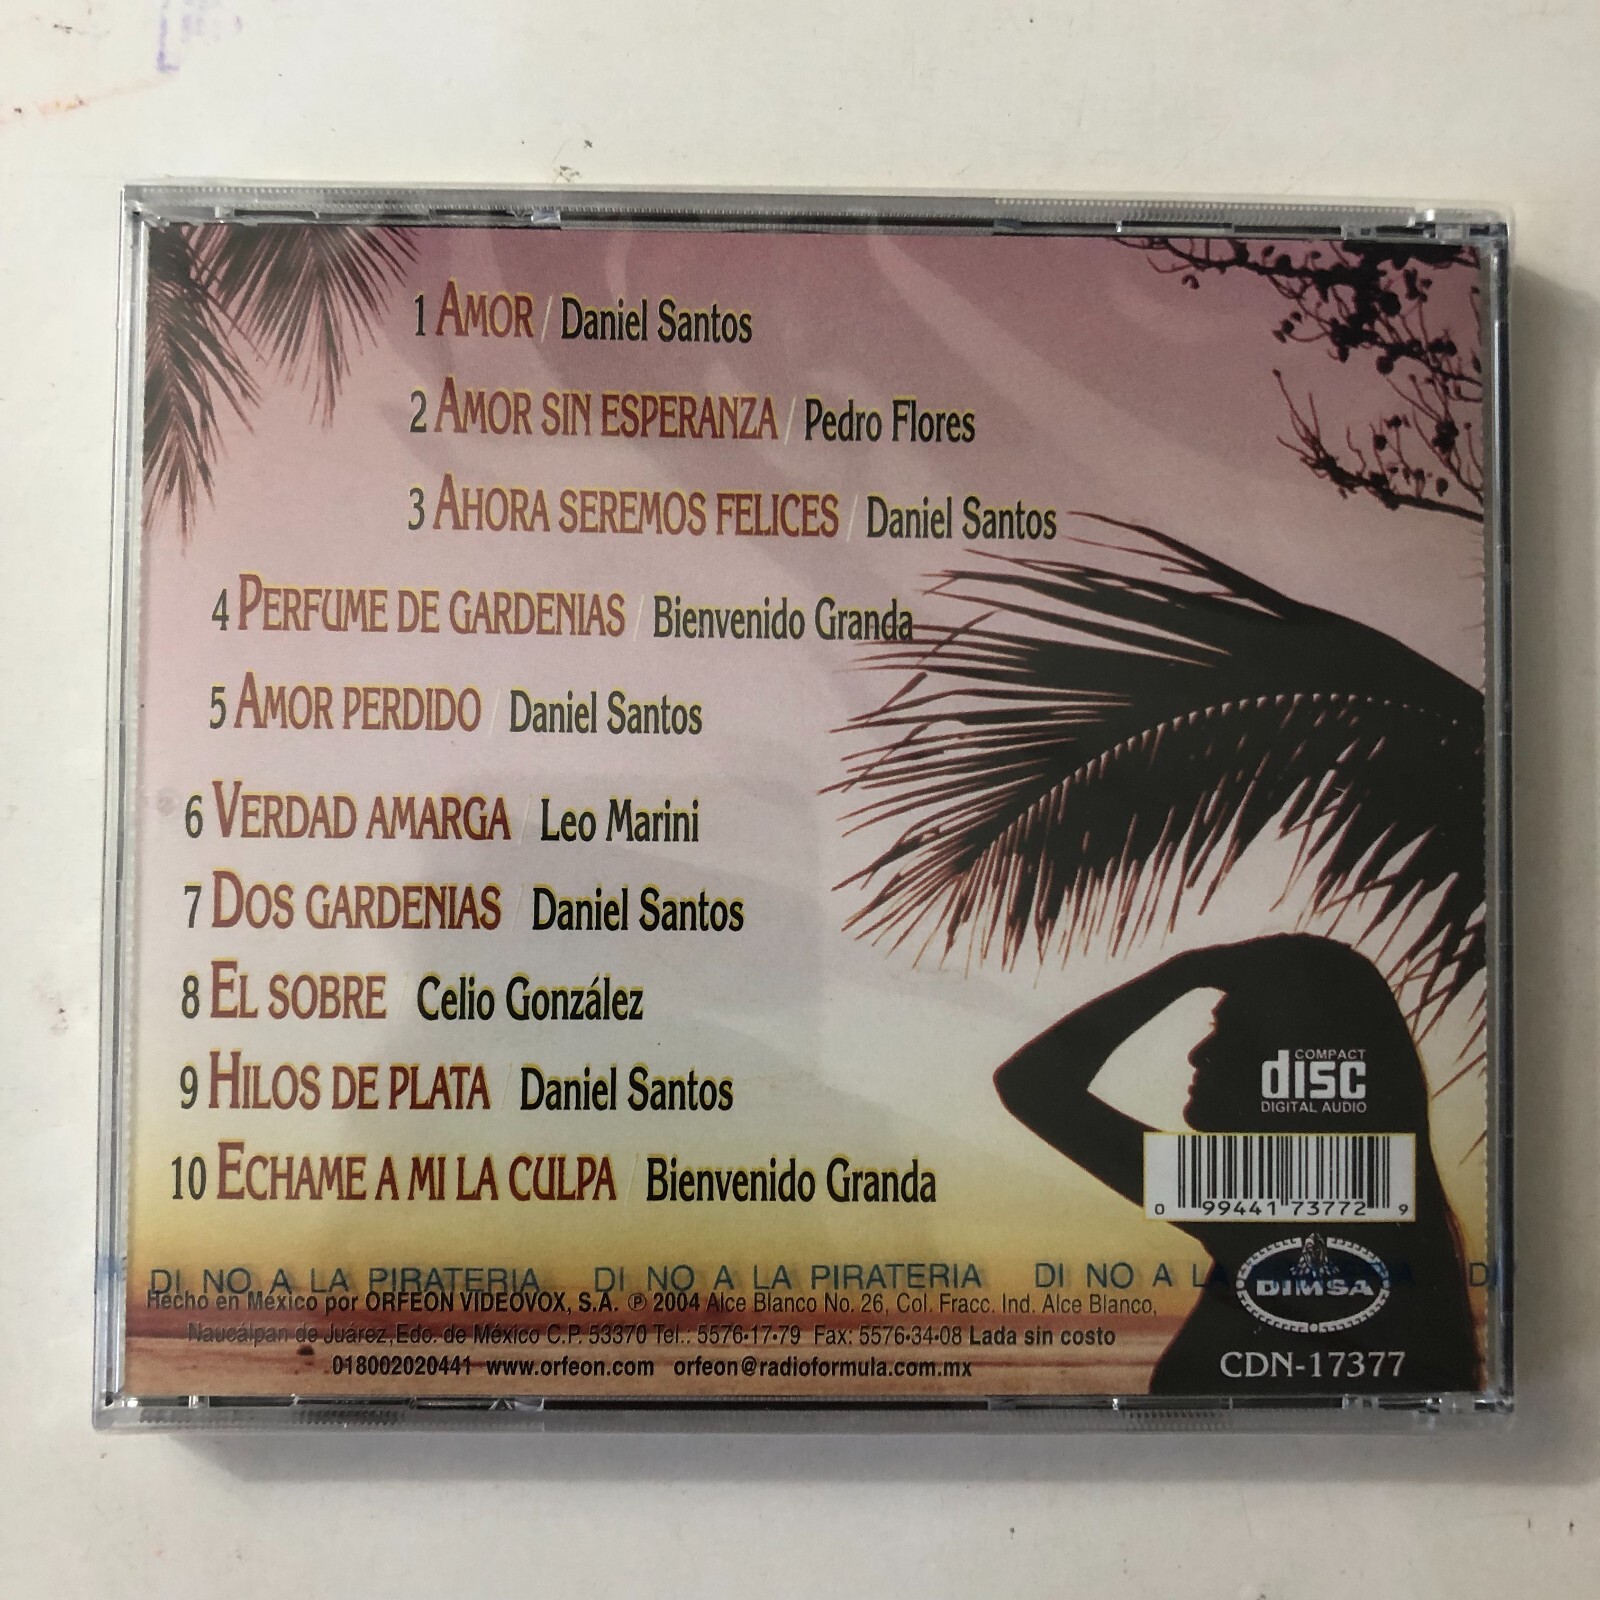 1 AMOR / Daniel Santos
2 AMOR SIN ESPERANZA / Pedro Flores
3 AHORA SEREMOS FELICES / Daniel Santos
4 PERFUME DE GARDENIAS / Bienvenido Granda
5 AMOR PERDIDO / Daniel Santos
6 VERDAD AMARGA / Leo Marini
7 DOS GARDENIAS / Daniel Santos
8 EL SOBRE / Celio González
9 HILOS DE PLATA / Daniel Santos
10 ECHAME A MI LA CULPA / Bienvenido Granda
COMPACT
disc
DIGITAL AUDIO
0 99441 73772 9
DI NO A LA PIRATERIA DI NO A LA PIRATERIA DI NO A LA
DIMSA
Hecho en México por ORFEON VIDEOVOX, S.A. ℗ 2004 Alce Blanco No. 26, Col. Fracc. Ind. Alce Blanco,
Naucálpan de Juárez, Edo. de México C.P. 53370 Tel.: 5576•17•79 Fax: 5576•34•08 Lada sin costo
018002020441 www.orfeon.com orfeon@radioformula.com.mx
CDN-17377